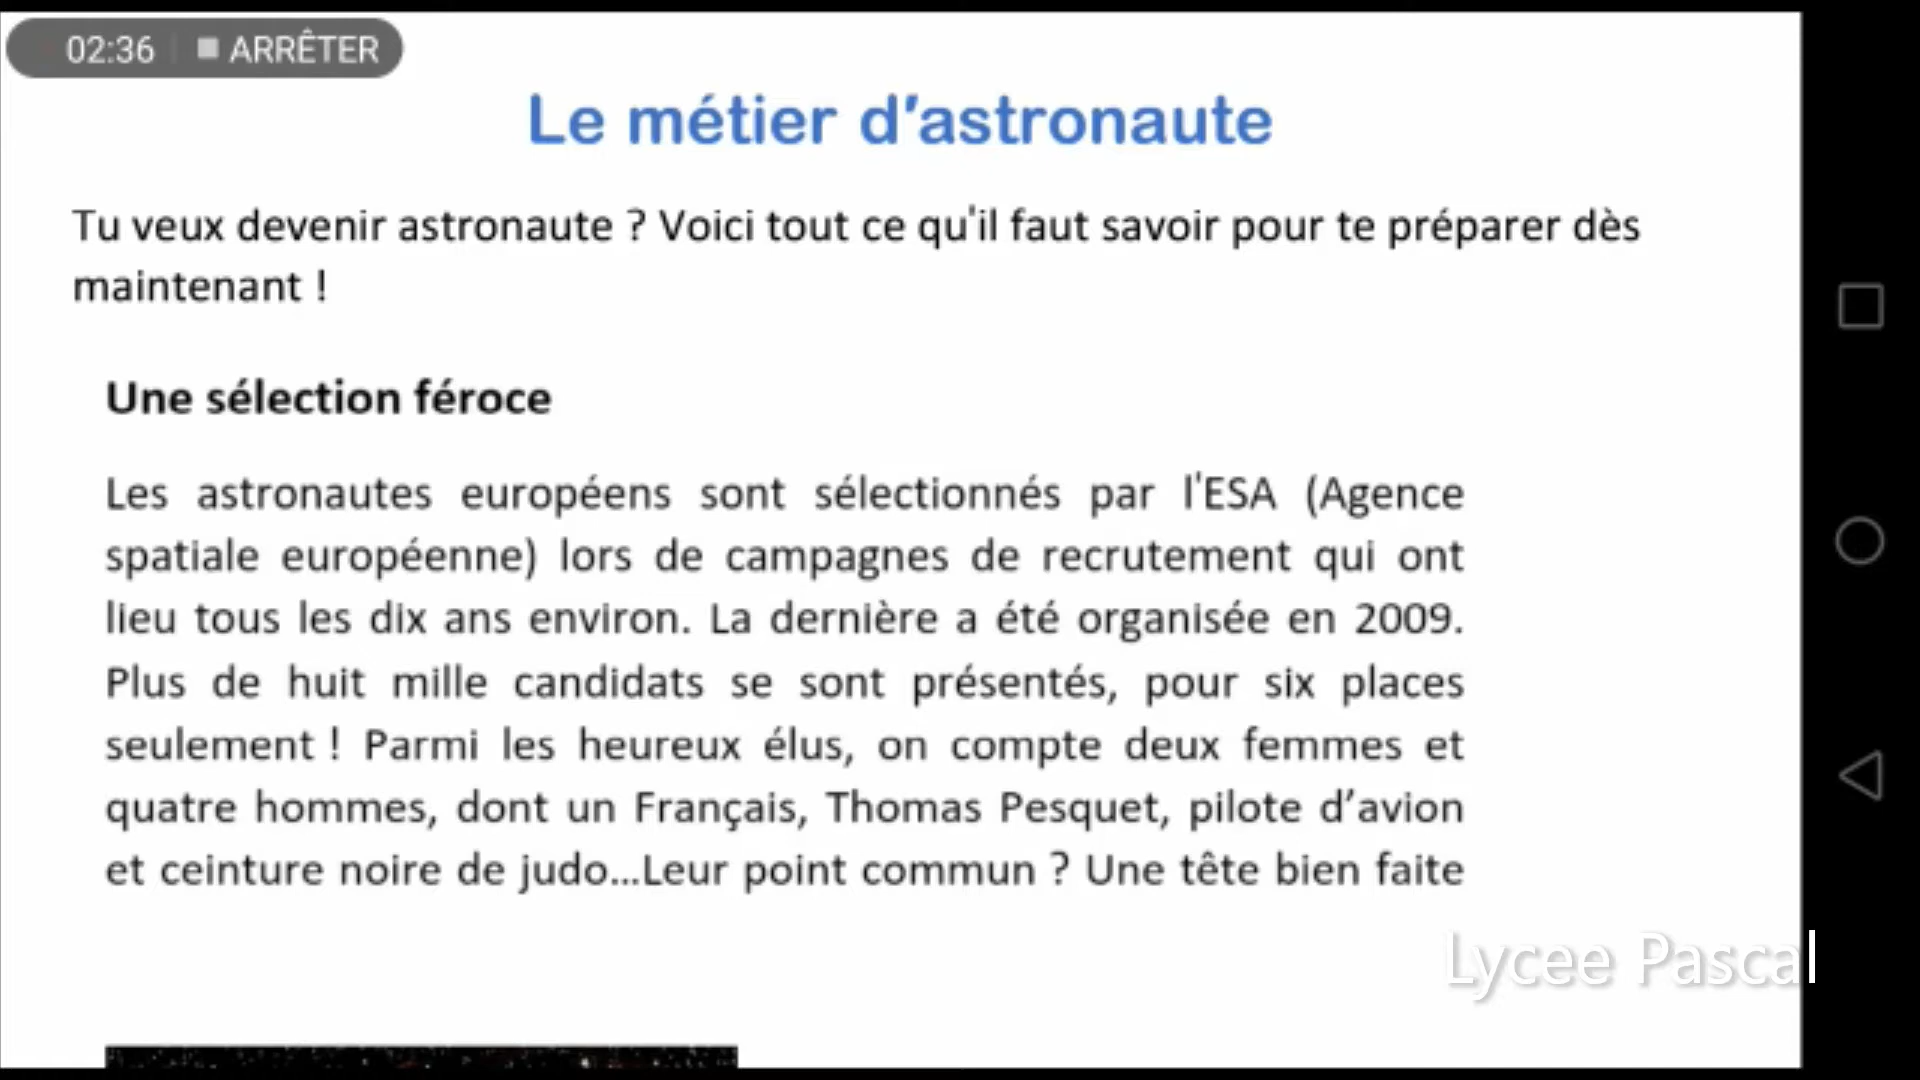 02:36 ARRÊTER
Le métier d’astronaute
Tu veux devenir astronaute ? Voici tout ce qu'il faut savoir pour te préparer dès
maintenant !
Une sélection féroce
Les astronautes européens sont sélectionnés par l'ESA (Agence
spatiale européenne) lors de campagnes de recrutement qui ont
lieu tous les dix ans environ. La dernière a été organisée en 2009.
Plus de huit mille candidats se sont présentés, pour six places
seulement ! Parmi les heureux élus, on compte deux femmes et
quatre hommes, dont un Français, Thomas Pesquet, pilote d’avion
et ceinture noire de judo...Leur point commun ? Une tête bien faite
Lycee Pascal